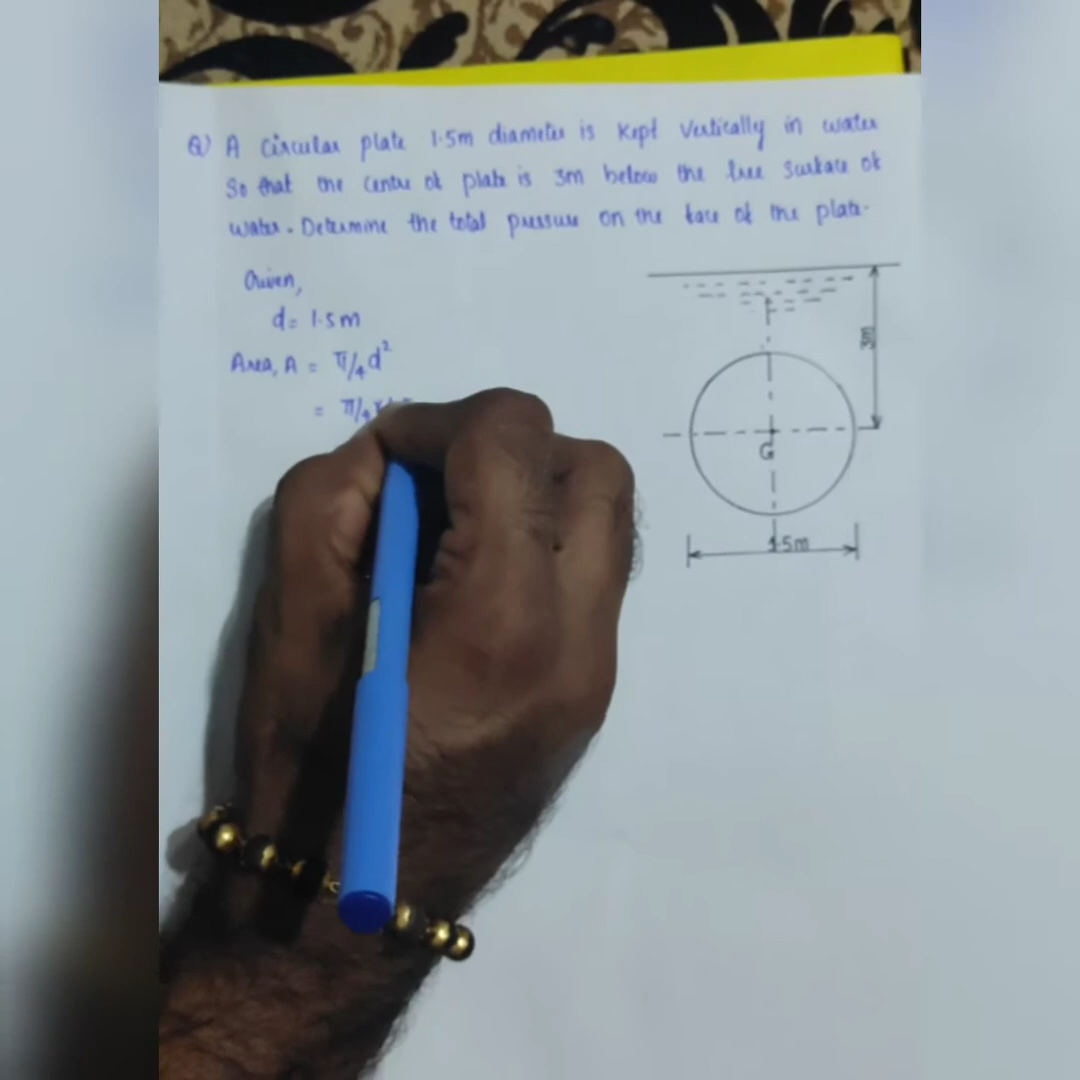 Q) A Circular plate 1.5m diameter is kept vertically in water
So that the centre of plate is 3m below the free surface of
water. Determine the total pressure on the face of the plate.
Given,
d= 1.5m
Area, A = π/4 d²
= π/4 x
3m
G
1.5m